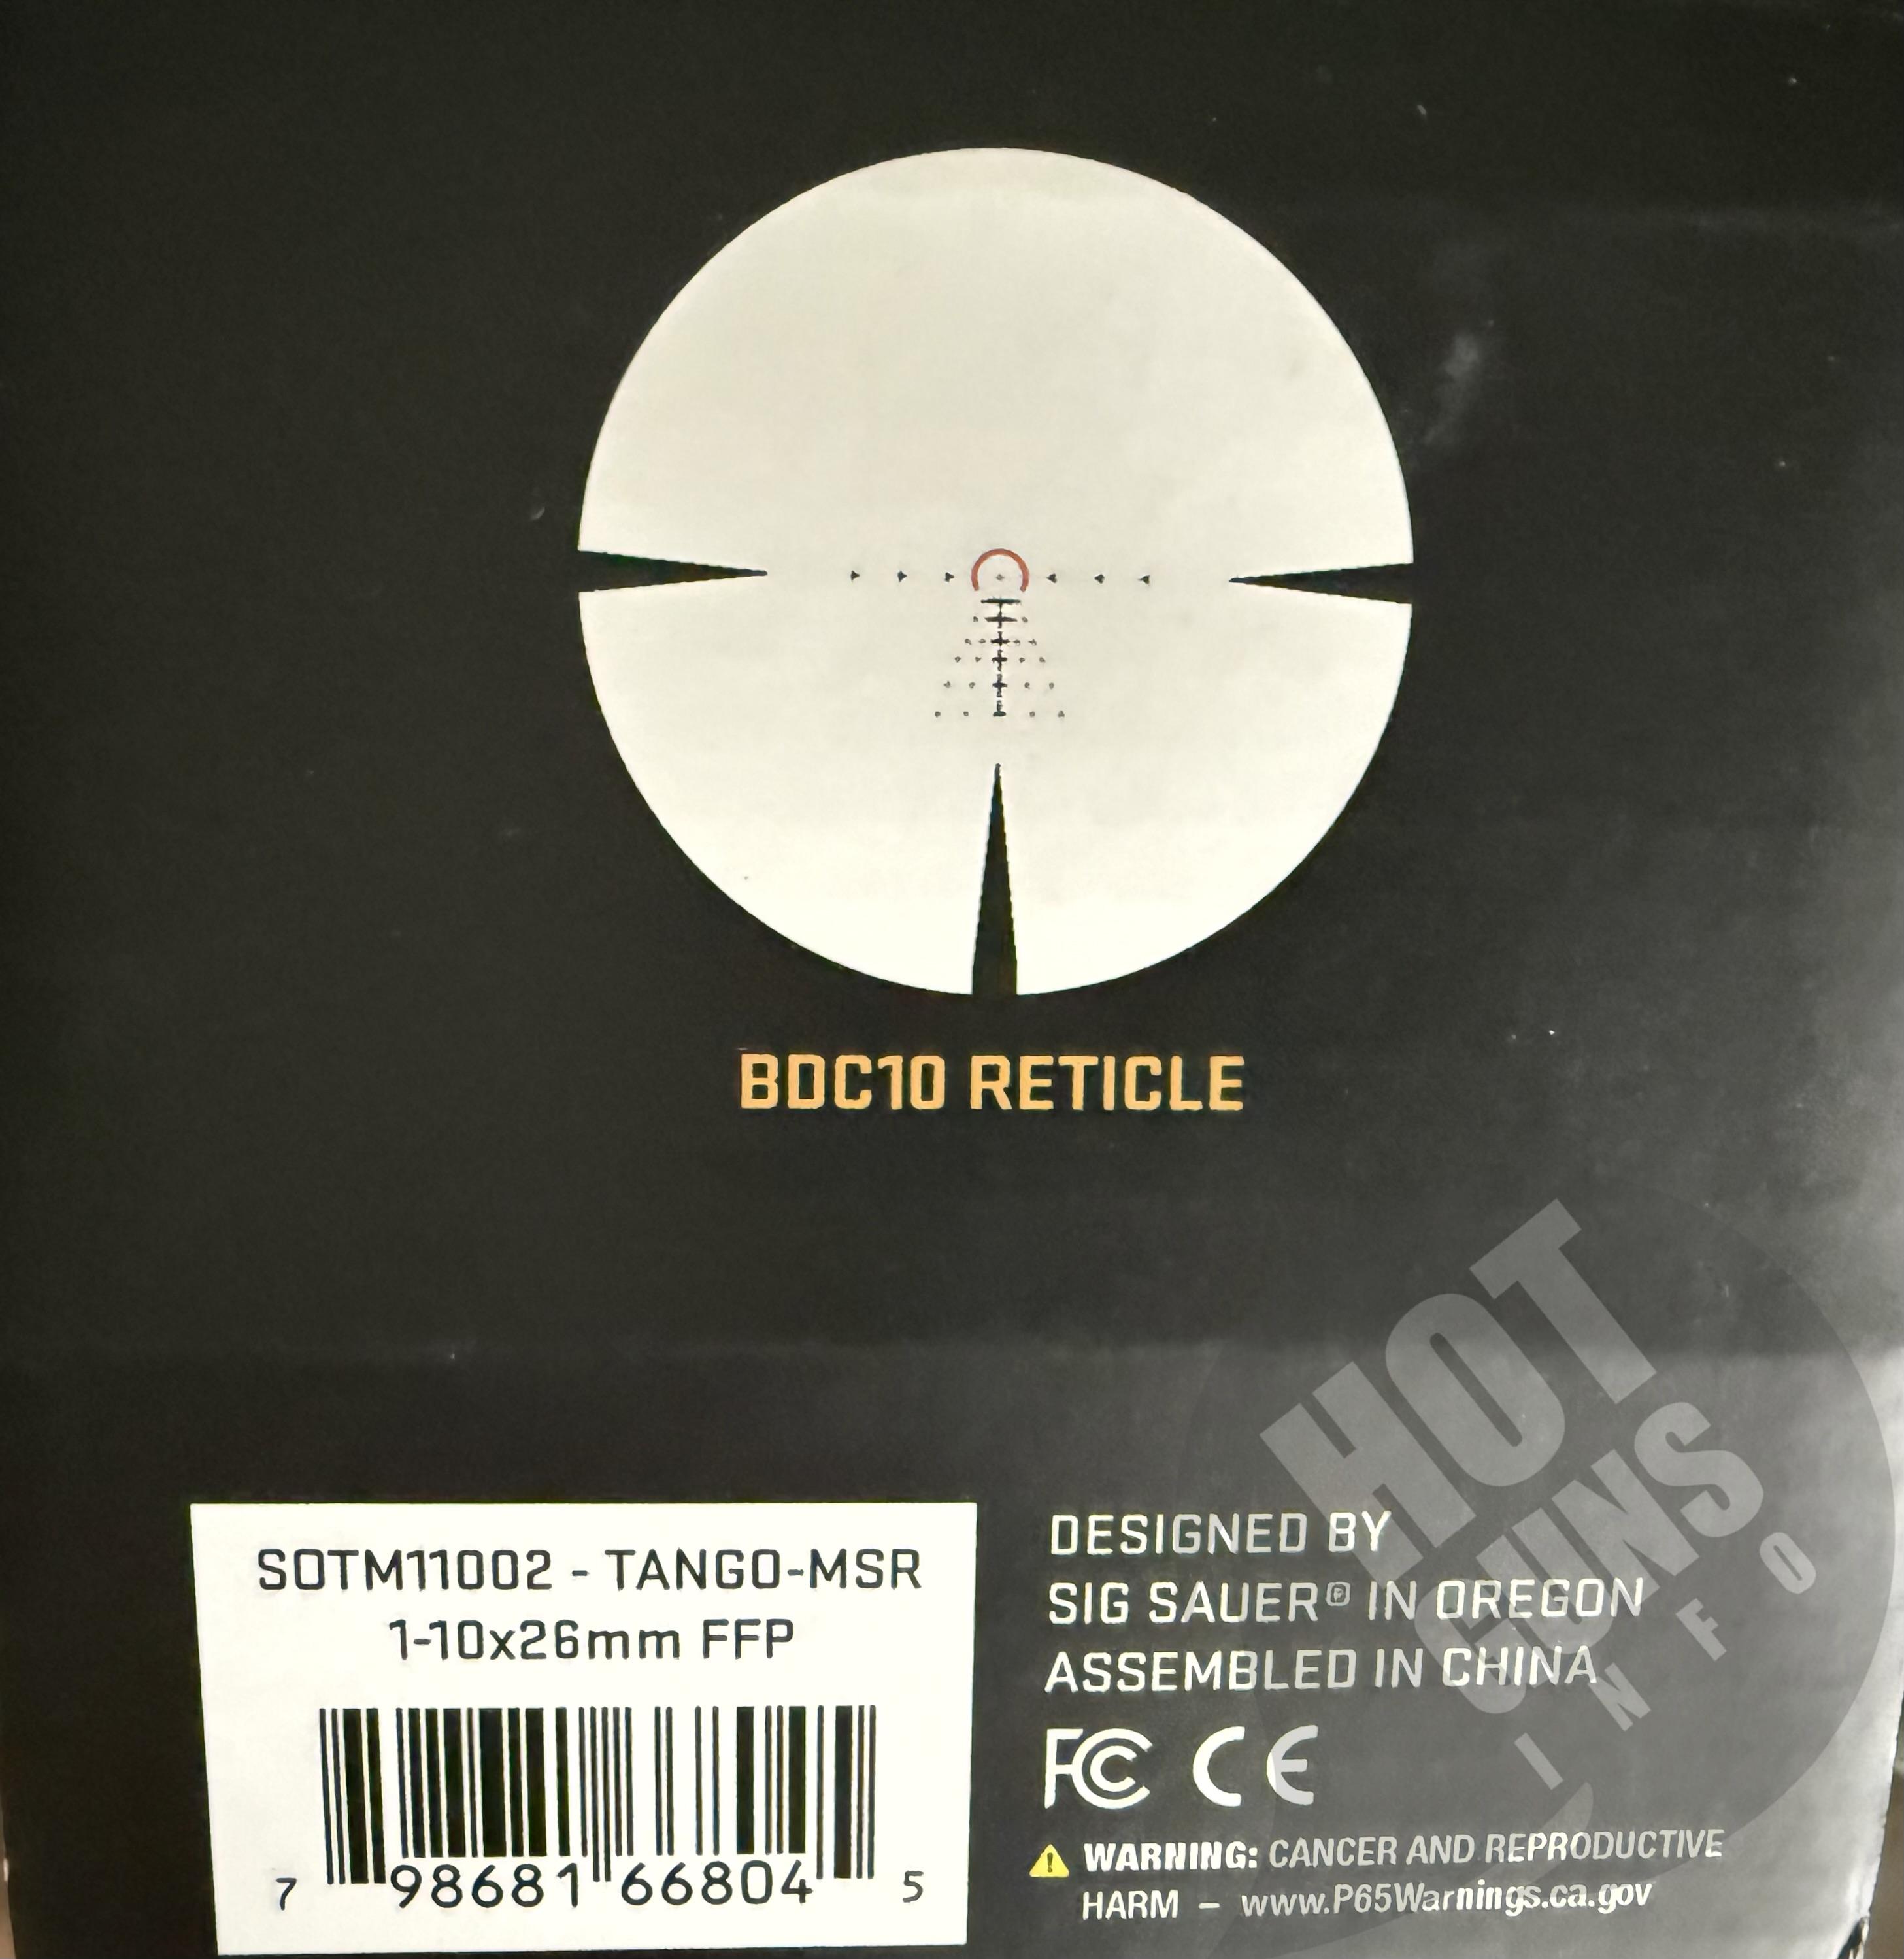 BDC10 RETICLE
SOTM11002 - TANGO-MSR
1-10x26mm FFP
7 98681 66804 5
DESIGNED BY
SIG SAUER® IN OREGON
ASSEMBLED IN CHINA
FC CE
WARNING: CANCER AND REPRODUCTIVE
HARM – www.P65Warnings.ca.gov
HOT
GUNS
INFO